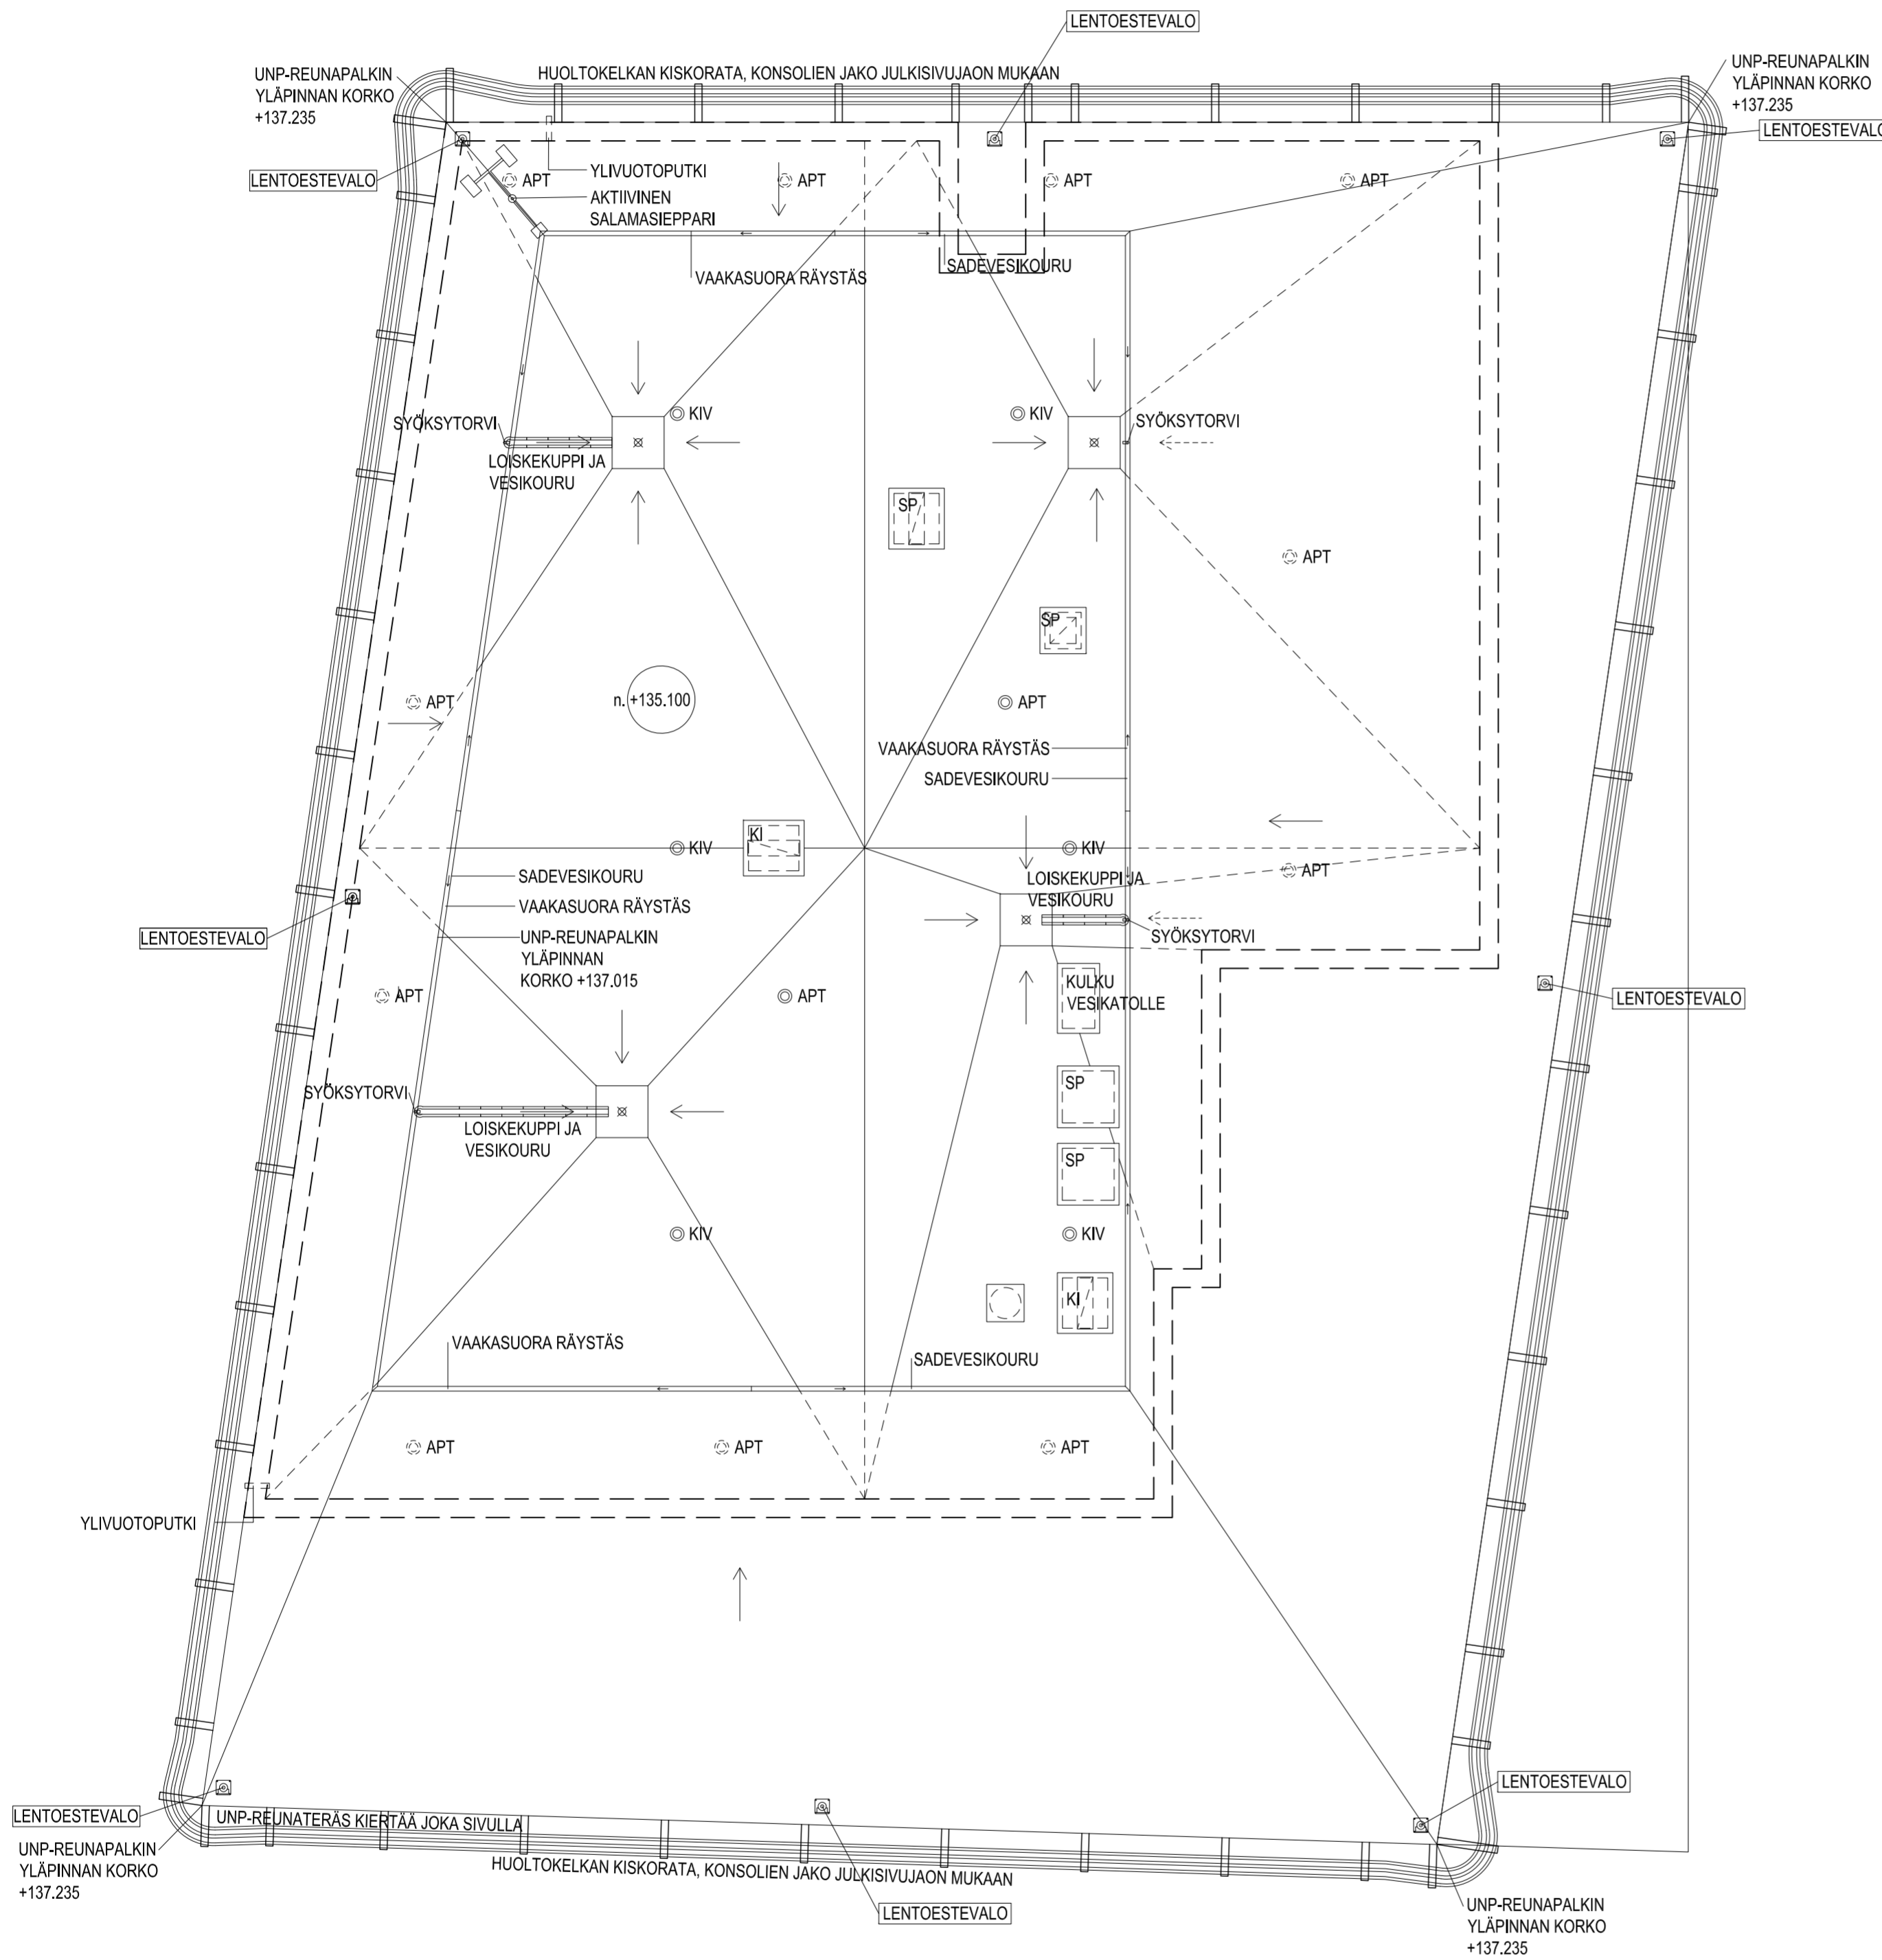 LENTOESTEVALO
UNP-REUNAPALKIN
YLÄPINNAN KORKO
+137.235
HUOLTOKELKAN KISKORATA, KONSOLIEN JAKO JULKISIVUJAON MUKAAN
UNP-REUNAPALKIN
YLÄPINNAN KORKO
+137.235
LENTOESTEVALO
LENTOESTEVALO
YLIVUOTOPUTKI
AKTIIVINEN
SALAMASIEPPARI
APT
APT
APT
APT
VAAKASUORA RÄYSTÄS
SADEVESIKOURU
SYÖKSYTORVI
KIV
KIV
SYÖKSYTORVI
LOISKEKUPPI JA
VESIKOURU
SP
APT
SP
APT
n. +135.100
APT
VAAKASUORA RÄYSTÄS
SADEVESIKOURU
KIV
KI
KIV
SADEVESIKOURU
VAAKASUORA RÄYSTÄS
LOISKEKUPPI JA
VESIKOURU
APT
LENTOESTEVALO
UNP-REUNAPALKIN
YLÄPINNAN
KORKO +137.015
SYÖKSYTORVI
APT
APT
KULKU
VESIKATOLLE
LENTOESTEVALO
SYÖKSYTORVI
LOISKEKUPPI JA
VESIKOURU
SP
SP
KIV
KIV
KI
VAAKASUORA RÄYSTÄS
SADEVESIKOURU
APT
APT
APT
YLIVUOTOPUTKI
LENTOESTEVALO
LENTOESTEVALO
UNP-REUNATERÄS KIERTÄÄ JOKA SIVULLA
UNP-REUNAPALKIN
YLÄPINNAN KORKO
+137.235
HUOLTOKELKAN KISKORATA, KONSOLIEN JAKO JULKISIVUJAON MUKAAN
LENTOESTEVALO
UNP-REUNAPALKIN
YLÄPINNAN KORKO
+137.235